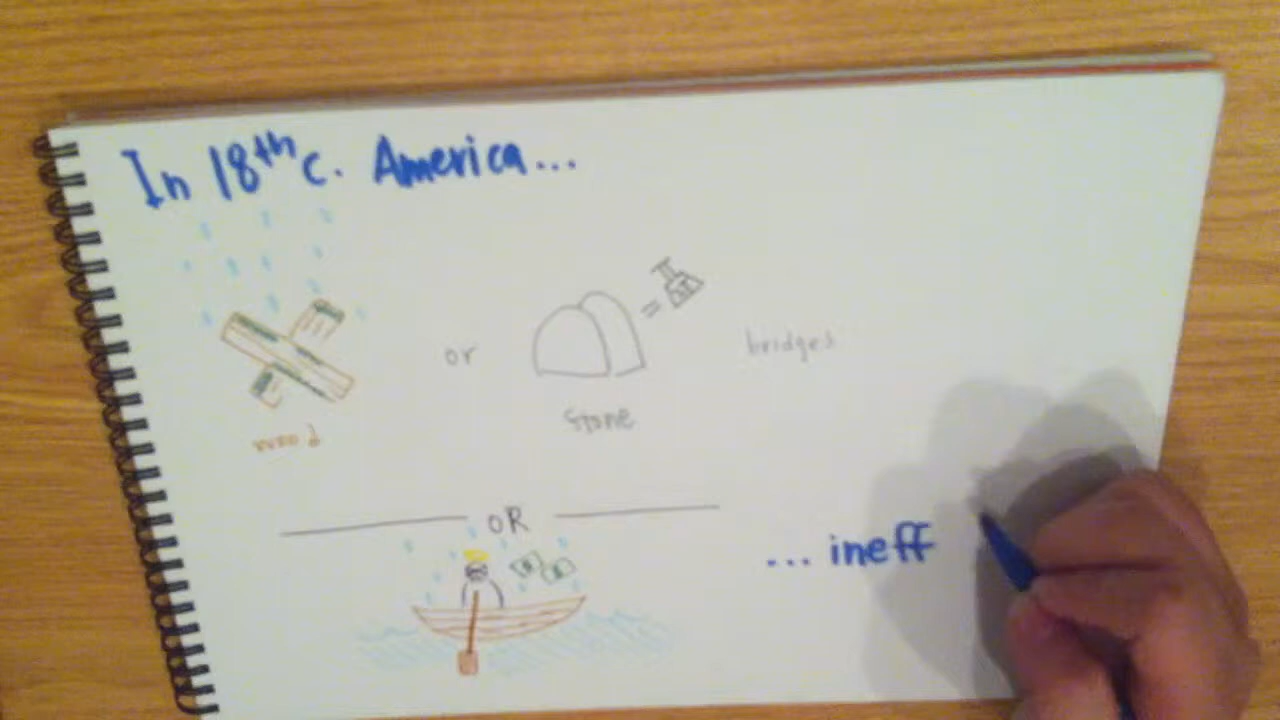 In 18th c. America...
or
bridges
wood
Stone
OR
... ineff